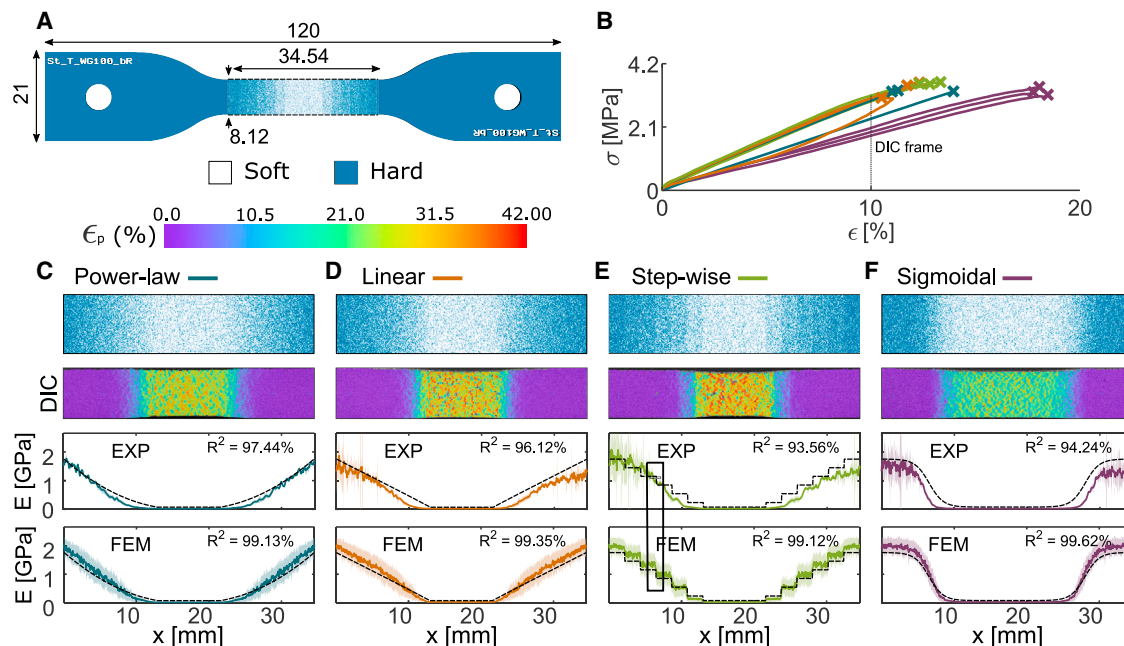 A
120
St_T_WG100_bR
34.54
21
8.12
St_T_WG100_bR
Soft
Hard
0.0 10.5 21.0 31.5 42.00
ϵp (%)
B
4.2
2.1
0
σ [MPa]
DIC frame
0 10 20
ϵ [%]
C Power-law
D Linear
E Step-wise
F Sigmoidal
DIC
E [GPa]
2
1
0
EXP R² = 97.44%
EXP R² = 96.12%
EXP R² = 93.56%
EXP R² = 94.24%
E [GPa]
2
1
0
FEM R² = 99.13%
FEM R² = 99.35%
FEM R² = 99.12%
FEM R² = 99.62%
10 20 30
10 20 30
10 20 30
10 20 30
x [mm]
x [mm]
x [mm]
x [mm]